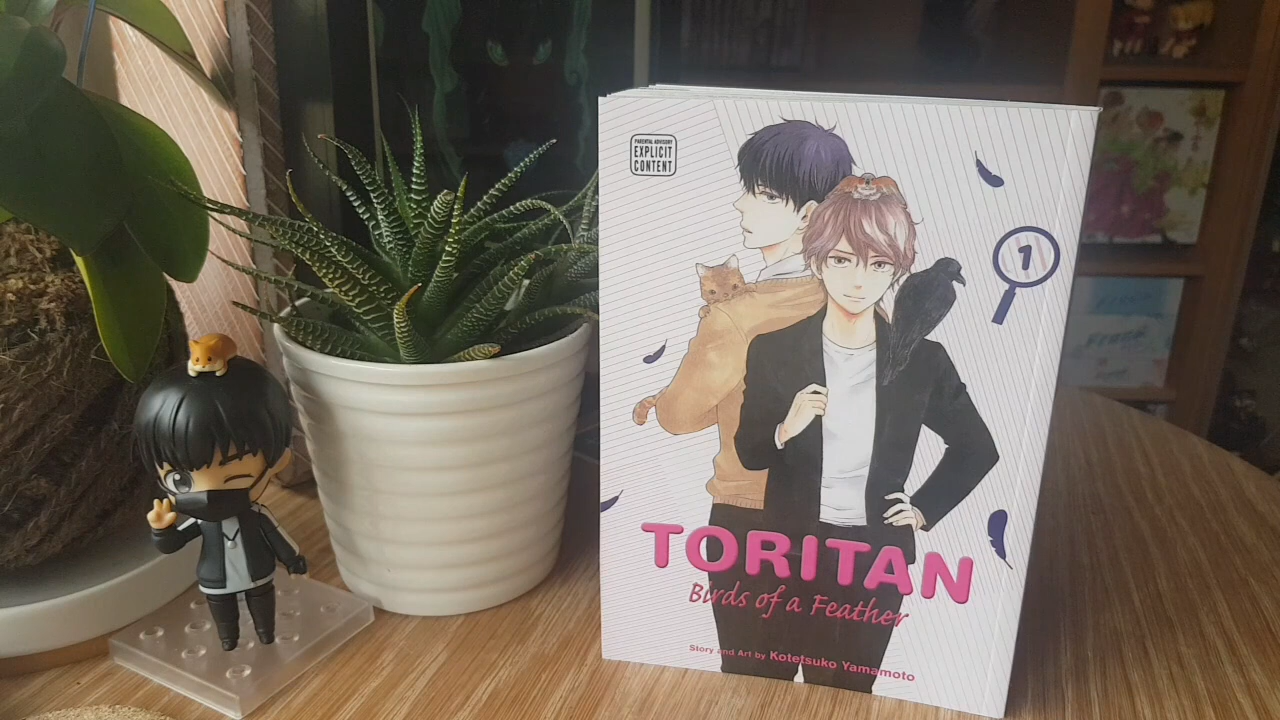 PARENTAL ADVISORY
EXPLICIT
CONTENT
1
TORITAN
Birds of a Feather
Story and Art by Kotetsuko Yamamoto